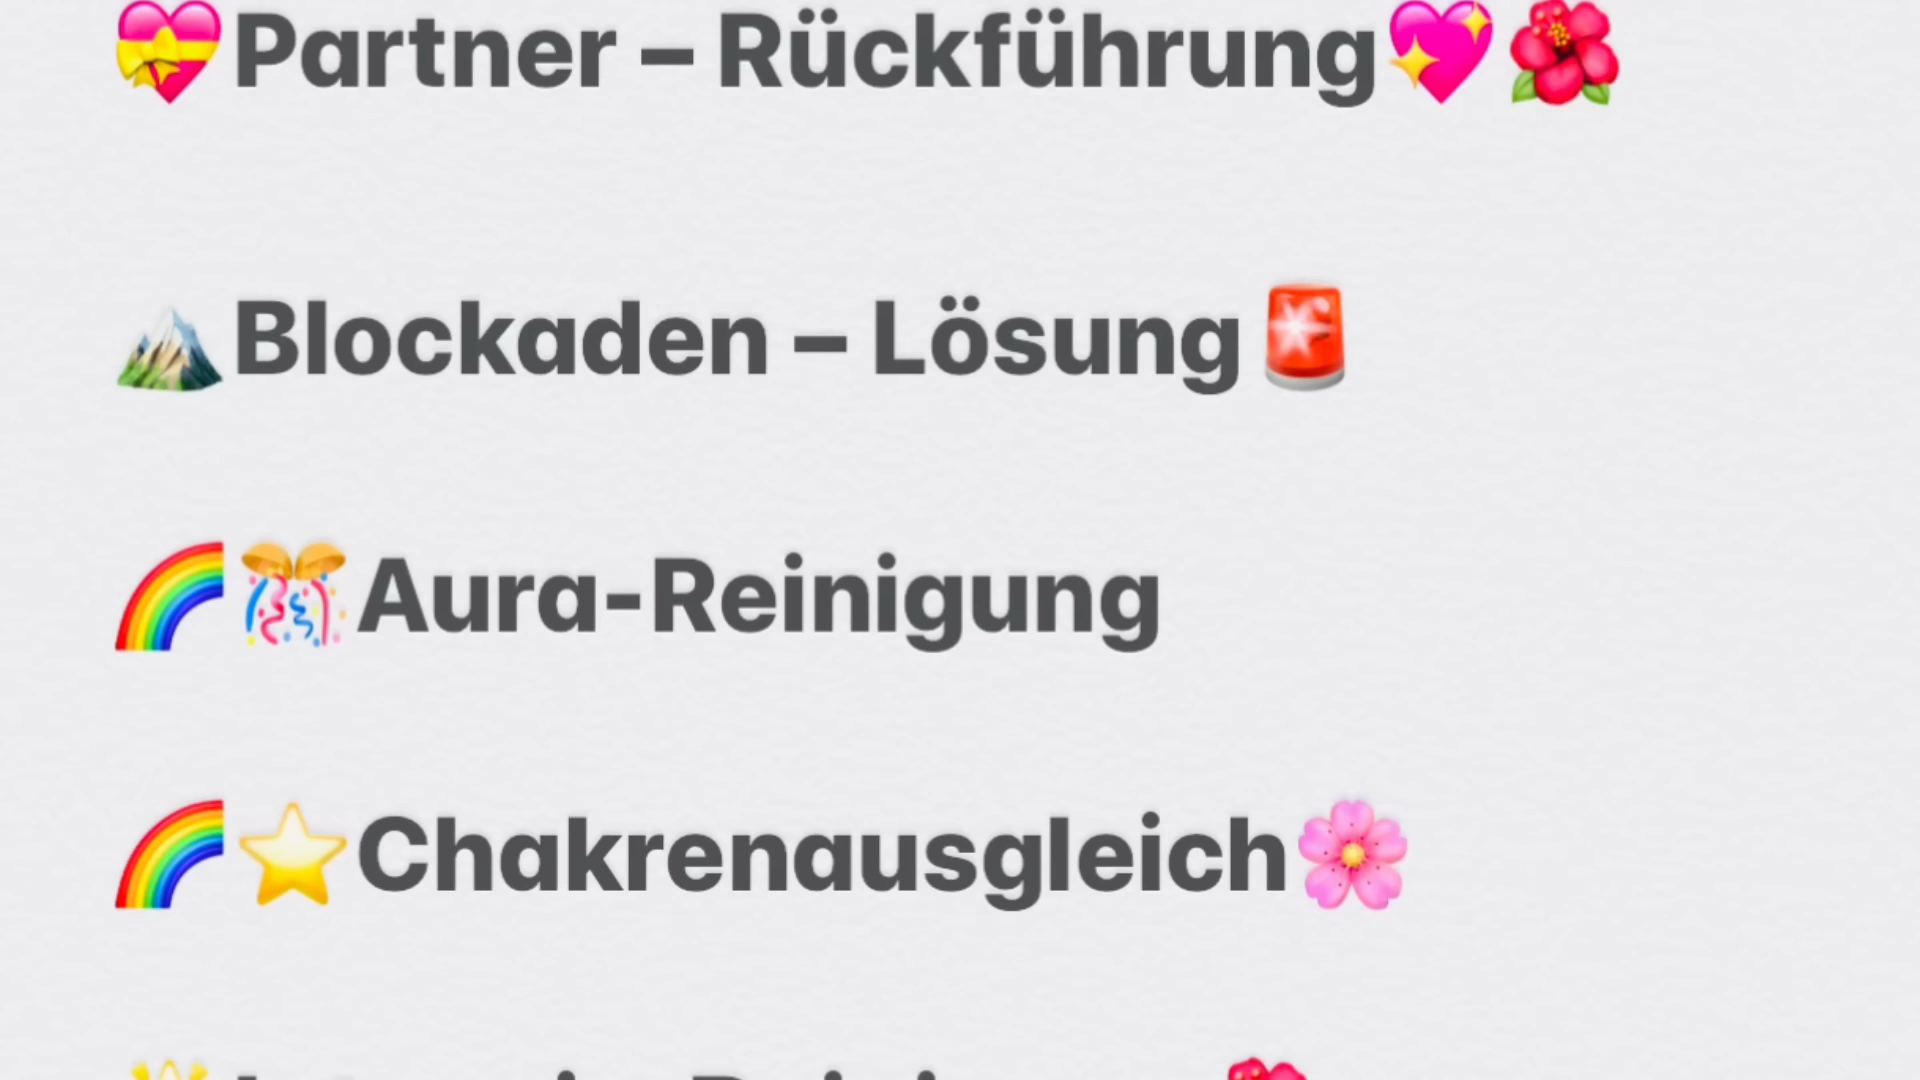 💝Partner – Rückführung💖🌺
⛰️Blockaden – Lösung🚨
🌈🎊Aura-Reinigung
🌈⭐Chakrenausgleich🌸